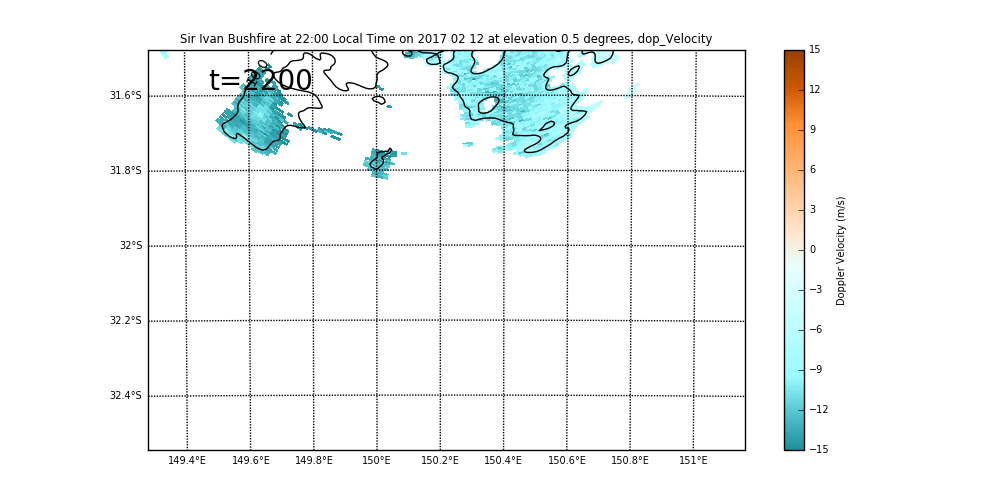 Sir Ivan Bushfire at 22:00 Local Time on 2017 02 12 at elevation 0.5 degrees, dop_Velocity
t=2200
31.6°S
31.8°S
32°S
32.2°S
32.4°S
149.4°E 149.6°E 149.8°E 150°E 150.2°E 150.4°E 150.6°E 150.8°E 151°E
15
12
9
6
3
0
−3
−6
−9
−12
−15
Doppler Velocity (m/s)